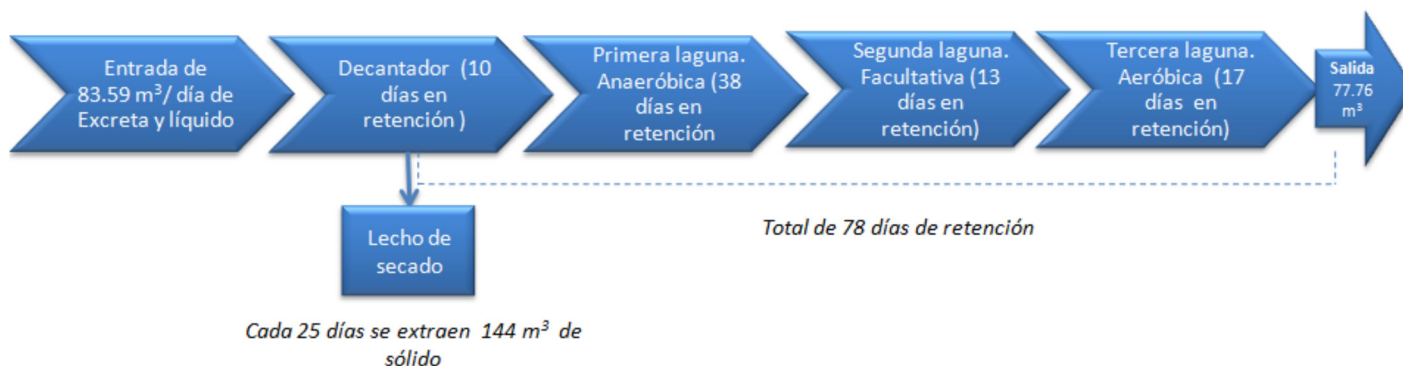 Entrada de
83.59 m³/ día de
Excreta y líquido
Decantador (10
días en
retención )
Primera laguna.
Anaeróbica (38
días en
retención
Segunda laguna.
Facultativa (13
días en
retención)
Tercera laguna.
Aeróbica (17
días en
retención)
Salida
77.76
m³
Lecho de
secado
Total de 78 días de retención
Cada 25 días se extraen 144 m³ de
sólido